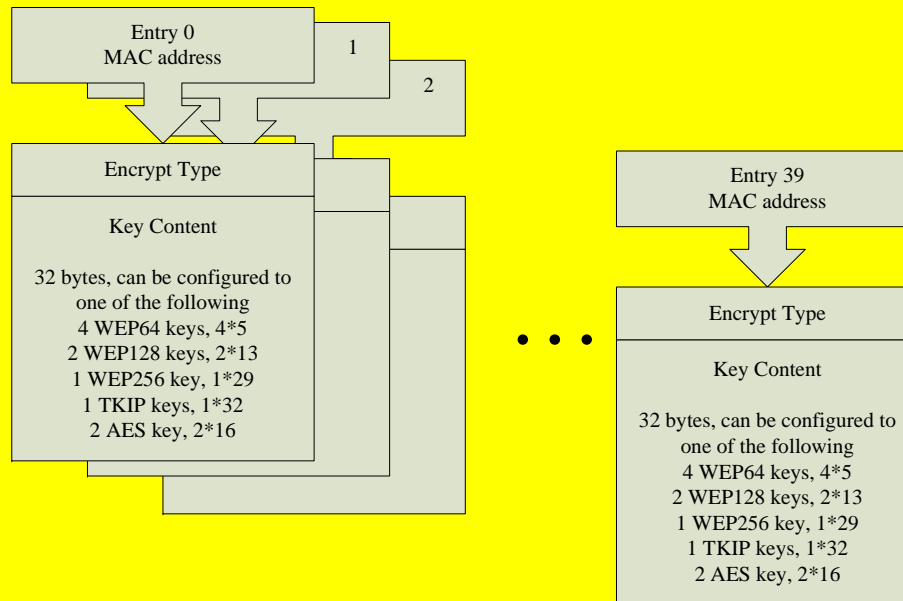 Entry 0
MAC address
1
2
Encrypt Type
Key Content
32 bytes, can be configured to
one of the following
4 WEP64 keys, 4*5
2 WEP128 keys, 2*13
1 WEP256 key, 1*29
1 TKIP keys, 1*32
2 AES key, 2*16
Entry 39
MAC address
Encrypt Type
Key Content
32 bytes, can be configured to
one of the following
4 WEP64 keys, 4*5
2 WEP128 keys, 2*13
1 WEP256 key, 1*29
1 TKIP keys, 1*32
2 AES key, 2*16